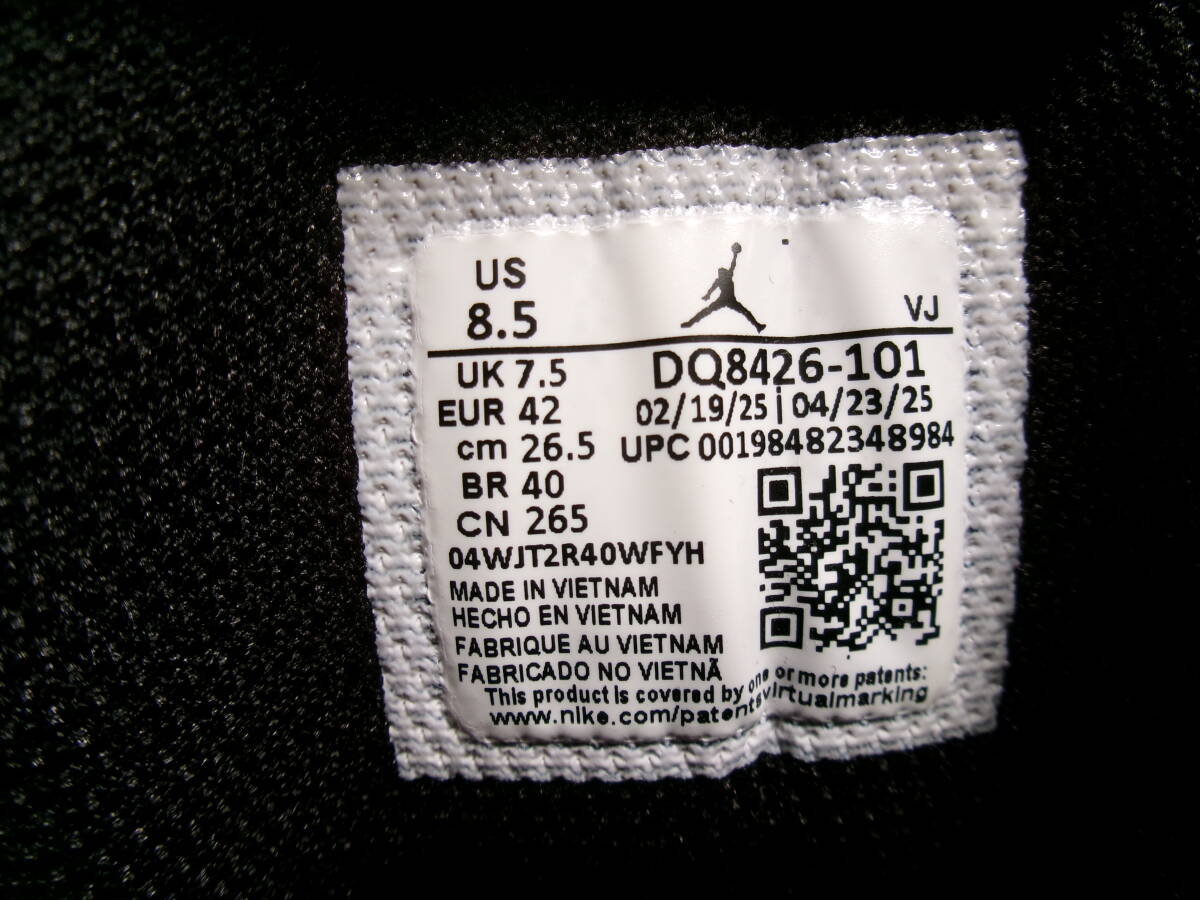 US
8.5
VJ
UK 7.5
EUR 42
cm 26.5
BR 40
CN 265
DQ8426-101
02/19/25 | 04/23/25
UPC 00198482348984
04WJT2R40WFYH
MADE IN VIETNAM
HECHO EN VIETNAM
FABRIQUE AU VIETNAM
FABRICADO NO VIETNÃ
This product is covered by one or more patents:
www.nike.com/patentsvirtualmarking